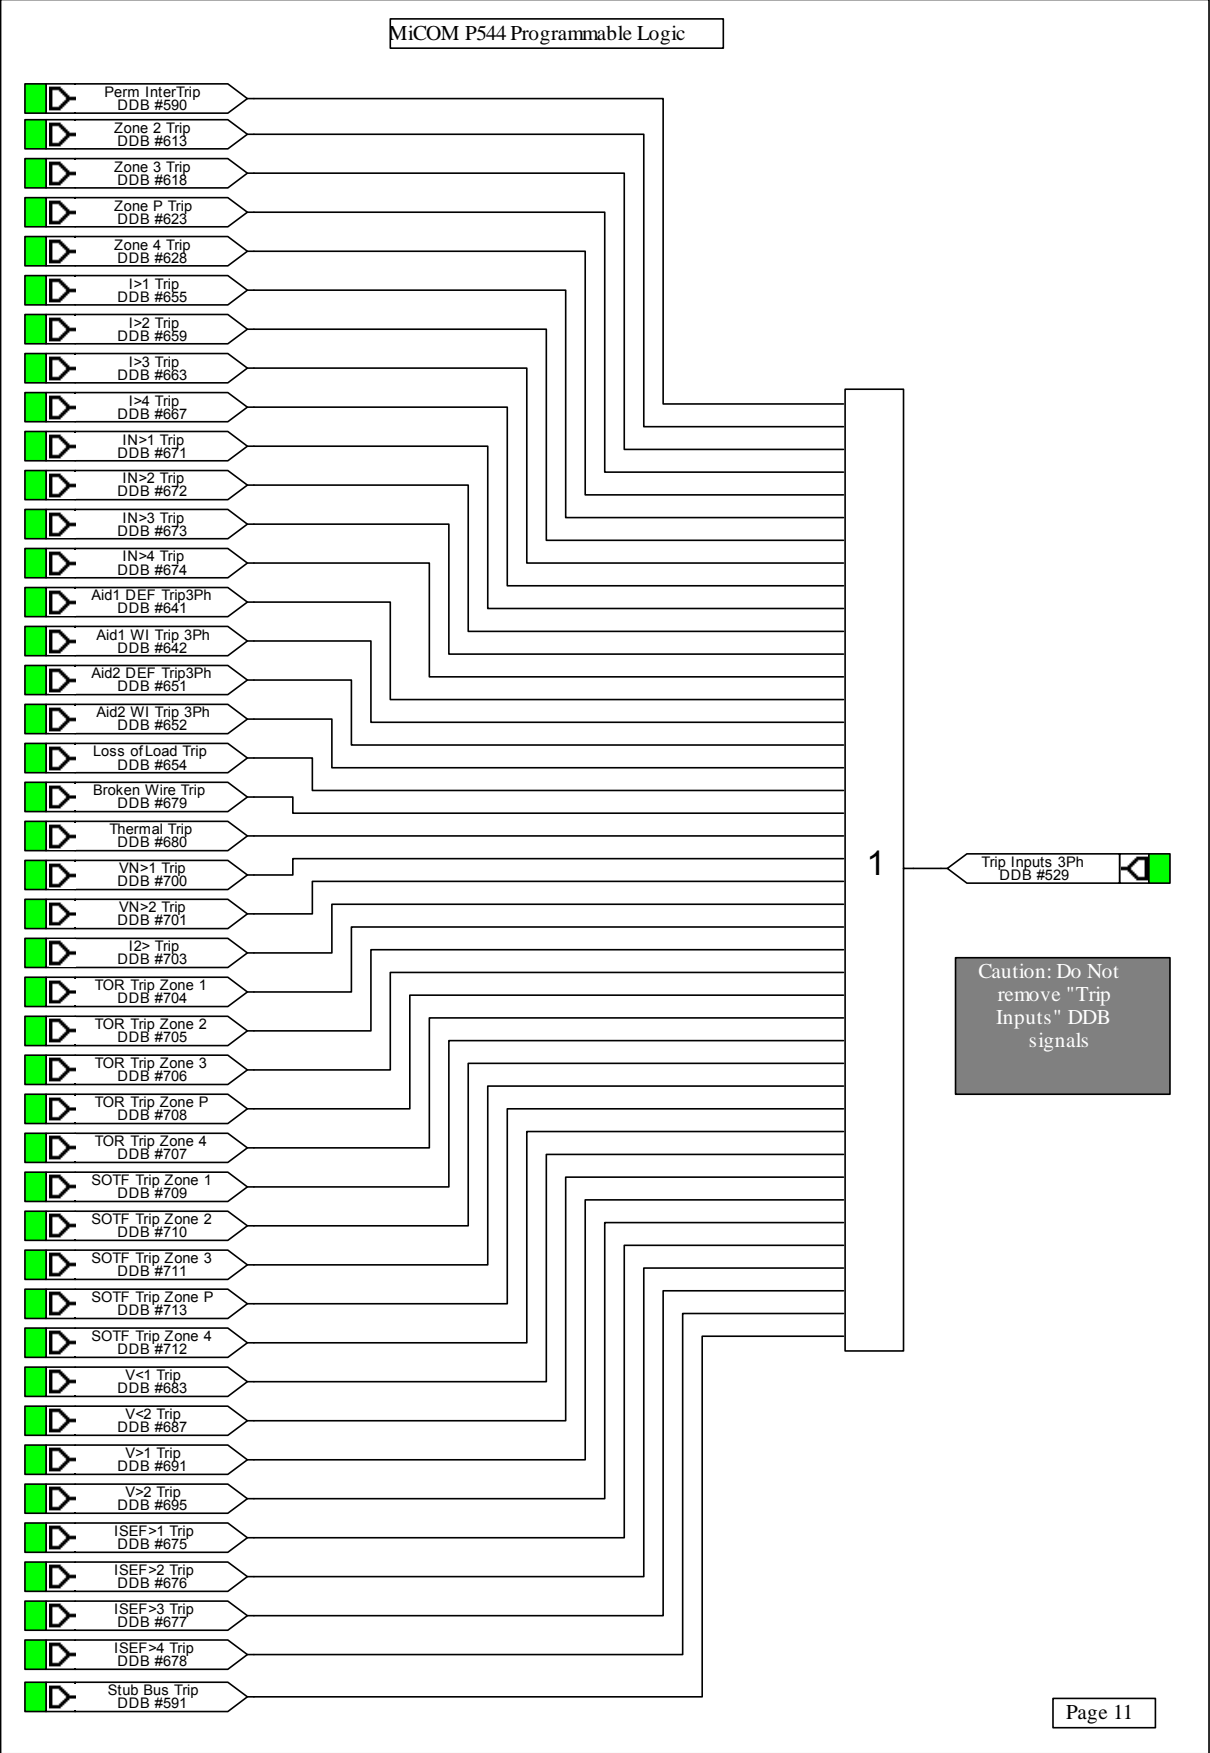 MiCOM P544 Programmable Logic
Perm InterTrip
DDB #590
Zone 2 Trip
DDB #613
Zone 3 Trip
DDB #618
Zone P Trip
DDB #623
Zone 4 Trip
DDB #628
I>1 Trip
DDB #655
I>2 Trip
DDB #659
I>3 Trip
DDB #663
I>4 Trip
DDB #667
IN>1 Trip
DDB #671
IN>2 Trip
DDB #672
IN>3 Trip
DDB #673
IN>4 Trip
DDB #674
Aid1 DEF Trip3Ph
DDB #641
Aid1 WI Trip 3Ph
DDB #642
Aid2 DEF Trip3Ph
DDB #651
Aid2 WI Trip 3Ph
DDB #652
Loss of Load Trip
DDB #654
Broken Wire Trip
DDB #679
Thermal Trip
DDB #680
VN>1 Trip
DDB #700
VN>2 Trip
DDB #701
I2> Trip
DDB #703
TOR Trip Zone 1
DDB #704
TOR Trip Zone 2
DDB #705
TOR Trip Zone 3
DDB #706
TOR Trip Zone P
DDB #708
TOR Trip Zone 4
DDB #707
SOTF Trip Zone 1
DDB #709
SOTF Trip Zone 2
DDB #710
SOTF Trip Zone 3
DDB #711
SOTF Trip Zone P
DDB #713
SOTF Trip Zone 4
DDB #712
V<1 Trip
DDB #683
V<2 Trip
DDB #687
V>1 Trip
DDB #691
V>2 Trip
DDB #695
ISEF>1 Trip
DDB #675
ISEF>2 Trip
DDB #676
ISEF>3 Trip
DDB #677
ISEF>4 Trip
DDB #678
Stub Bus Trip
DDB #591
1
Trip Inputs 3Ph
DDB #529
Caution: Do Not
remove "Trip
Inputs" DDB
signals
Page 11